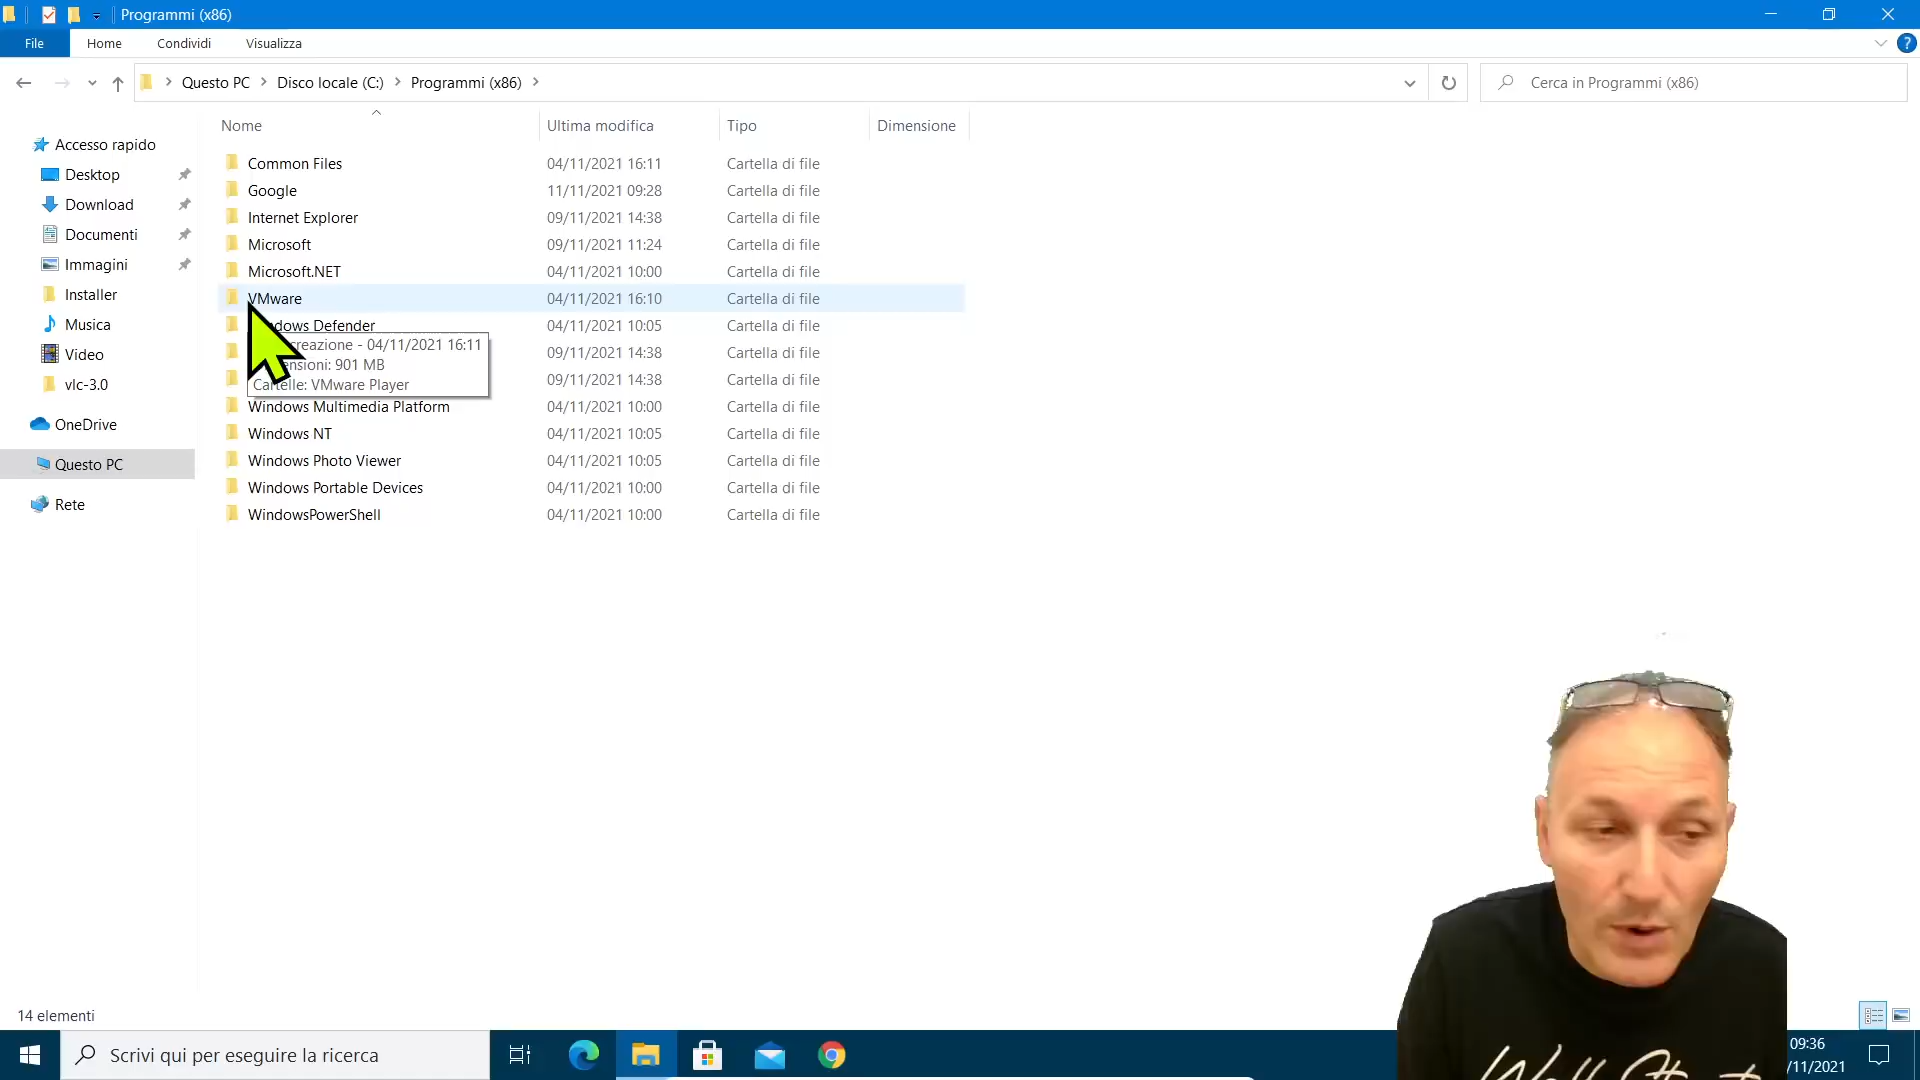 Programmi (x86)
File Home Condividi Visualizza
Questo PC Disco locale (C:) Programmi (x86)
Cerca in Programmi (x86)
Nome Ultima modifica Tipo Dimensione
Common Files 04/11/2021 16:11 Cartella di file
Google 11/11/2021 09:28 Cartella di file
Internet Explorer 09/11/2021 14:38 Cartella di file
Microsoft 09/11/2021 11:24 Cartella di file
Microsoft.NET 04/11/2021 10:00 Cartella di file
VMware 04/11/2021 16:10 Cartella di file
Defender 04/11/2021 10:05 Cartella di file
09/11/2021 14:38 Cartella di file
09/11/2021 14:38 Cartella di file
Windows Multimedia Platform 04/11/2021 10:00 Cartella di file
Windows NT 04/11/2021 10:05 Cartella di file
Windows Photo Viewer 04/11/2021 10:05 Cartella di file
Windows Portable Devices 04/11/2021 10:00 Cartella di file
WindowsPowerShell 04/11/2021 10:00 Cartella di file
creazione - 04/11/2021 16:11
901 MB
Cartelle: VMware Player
Accesso rapido
Desktop
Download
Documenti
Immagini
Installer
Musica
Video
vlc-3.0
OneDrive
Questo PC
Rete
14 elementi
Scrivi qui per eseguire la ricerca
09:36
/11/2021